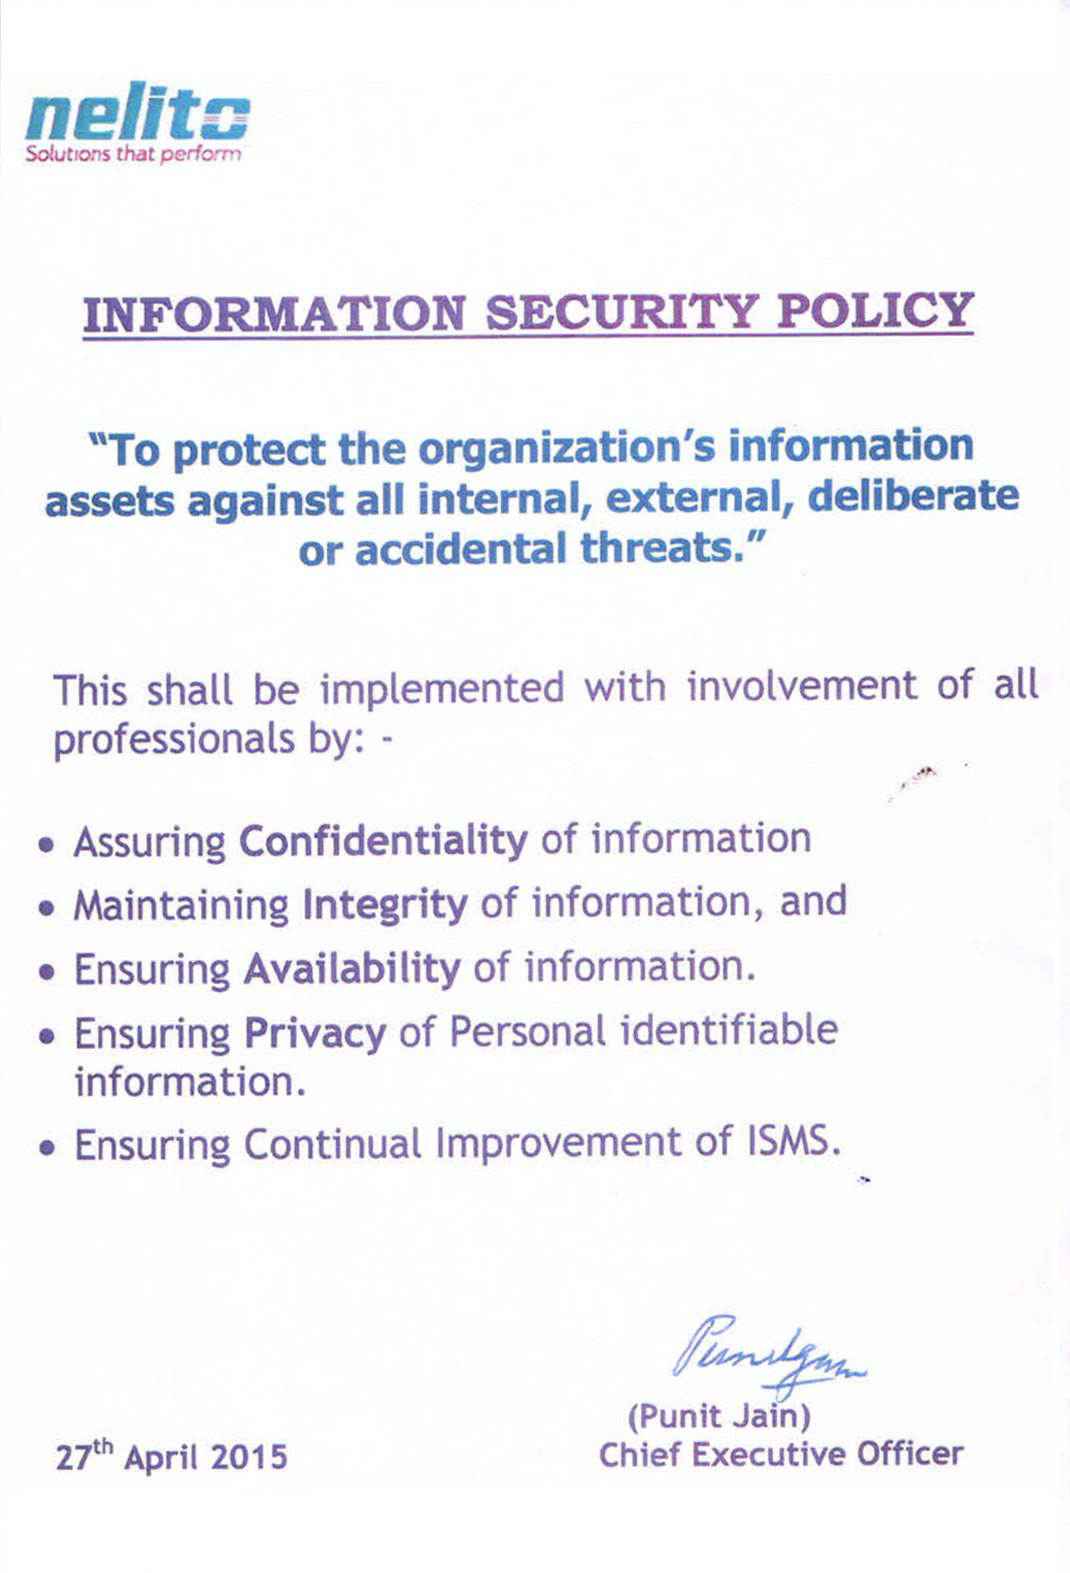 nelito
Solutions that perform
INFORMATION SECURITY POLICY
“To protect the organization’s information
assets against all internal, external, deliberate
or accidental threats.”
This shall be implemented with involvement of all
professionals by: -
• Assuring Confidentiality of information
• Maintaining Integrity of information, and
• Ensuring Availability of information.
• Ensuring Privacy of Personal identifiable
information.
• Ensuring Continual Improvement of ISMS.
(Punit Jain)
27th April 2015
Chief Executive Officer